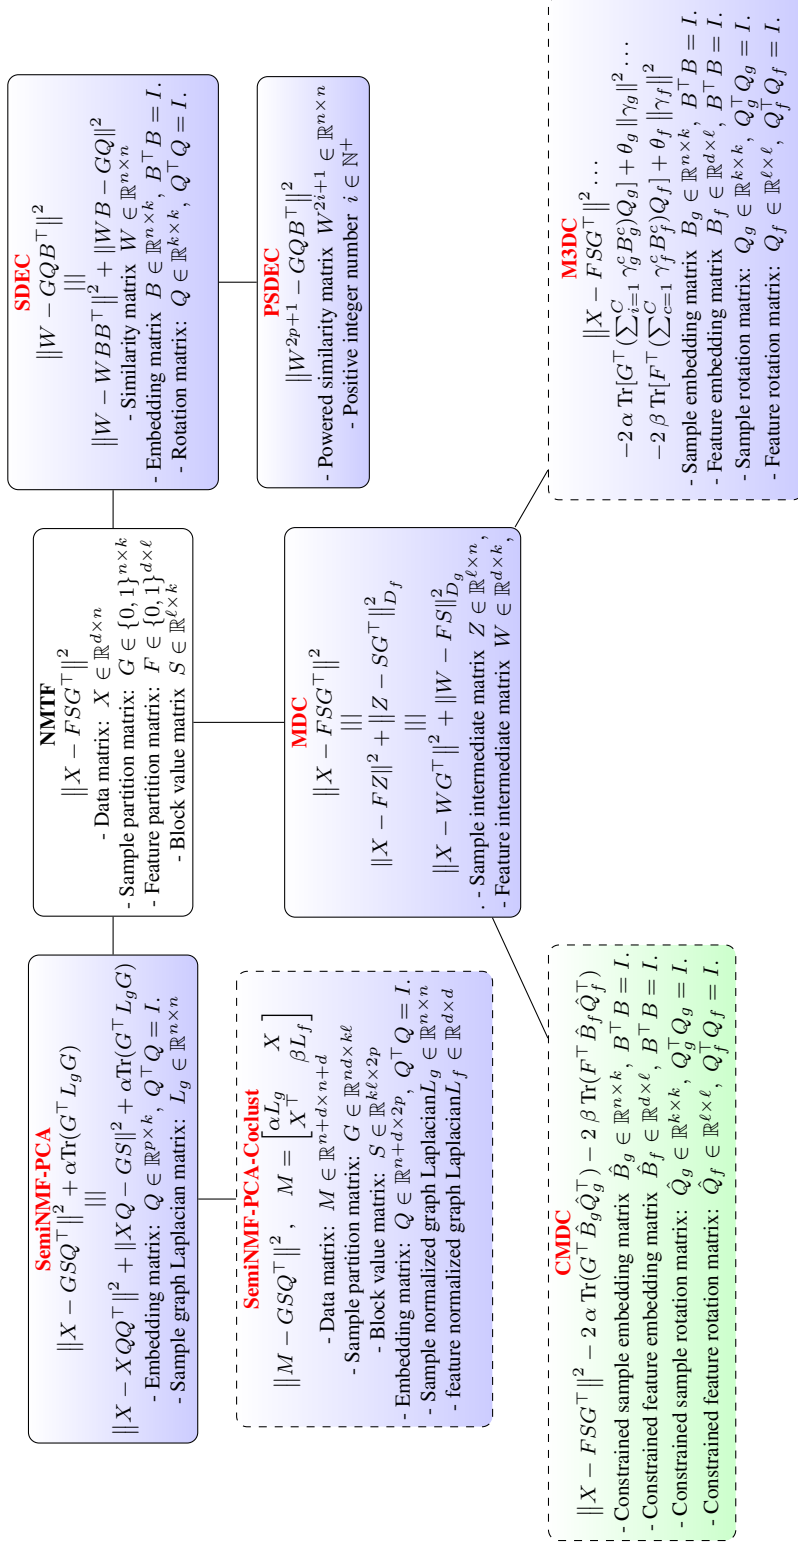 SemiNMF-PCA
||X − GSQ^⊤||^2 + αTr(G^⊤ L_g G)
|||
||X − XQQ^⊤||^2 + ||XQ − GS||^2 + αTr(G^⊤ L_g G)
- Embedding matrix: Q ∈ ℝ^{p×k}, Q^⊤Q = I.
- Sample graph Laplacian matrix: L_g ∈ ℝ^{n×n}
NMTF
||X − FSG^⊤||^2
- Data matrix: X ∈ ℝ^{d×n}
- Sample partition matrix: G ∈ {0, 1}^{n×k}
- Feature partition matrix: F ∈ {0, 1}^{d×ℓ}
- Block value matrix S ∈ ℝ^{ℓ×k}
SDEC
||W − GQB^⊤||^2
|||
||W − WBB^⊤||^2 + ||WB − GQ||^2
- Similarity matrix W ∈ ℝ^{n×n}
- Embedding matrix B ∈ ℝ^{n×k}, B^⊤B = I.
- Rotation matrix: Q ∈ ℝ^{k×k}, Q^⊤Q = I.
SemiNMF-PCA-Coclust
||M − GSQ^⊤||^2 , M = [αL_g X
X^⊤ βL_f]
- Data matrix: M ∈ ℝ^{n+d×n+d}
- Sample partition matrix: G ∈ ℝ^{nd×kℓ}
- Block value matrix: S ∈ ℝ^{kℓ×2p}
- Embedding matrix: Q ∈ ℝ^{n+d×2p}, Q^⊤Q = I.
- Sample normalized graph LaplacianL_g ∈ ℝ^{n×n}
- feature normalized graph LaplacianL_f ∈ ℝ^{d×d}
MDC
||X − FSG^⊤||^2
|||
||X − FZ||^2 + ||Z − SG^⊤||^2_{D_f}
|||
||X − WG^⊤||^2 + ||W − FS||^2_{D_g}
. - Sample intermediate matrix Z ∈ ℝ^{ℓ×n},
- Feature intermediate matrix W ∈ ℝ^{d×k},
PSDEC
||W^{2p+1} − GQB^⊤||^2
- Powered similarity matrix W^{2i+1} ∈ ℝ^{n×n}
- Positive integer number i ∈ ℕ^+
CMDC
||X − FSG^⊤||^2 − 2 α Tr(G^⊤ B̂_g Q̂_g^⊤) − 2 β Tr(F^⊤ B̂_f Q̂_f^⊤)
- Constrained sample embedding matrix B̂_g ∈ ℝ^{n×k}, B^⊤B = I.
- Constrained feature embedding matrix B̂_f ∈ ℝ^{d×ℓ}, B^⊤B = I.
- Constrained sample rotation matrix: Q̂_g ∈ ℝ^{k×k}, Q_g^⊤Q_g = I.
- Constrained feature rotation matrix: Q̂_f ∈ ℝ^{ℓ×ℓ}, Q_f^⊤Q_f = I.
M3DC
||X − FSG^⊤||^2 ...
−2 α Tr[G^⊤(∑_{i=1}^C γ_g^c B_g^c)Q_g] + θ_g ||γ_g||^2 ...
−2 β Tr[F^⊤(∑_{c=1}^C γ_f^c B_f^c)Q_f] + θ_f ||γ_f||^2
- Sample embedding matrix B_g ∈ ℝ^{n×k}, B^⊤B = I.
- Feature embedding matrix B_f ∈ ℝ^{d×ℓ}, B^⊤B = I.
- Sample rotation matrix: Q_g ∈ ℝ^{k×k}, Q_g^⊤Q_g = I.
- Feature rotation matrix: Q_f ∈ ℝ^{ℓ×ℓ}, Q_f^⊤Q_f = I.